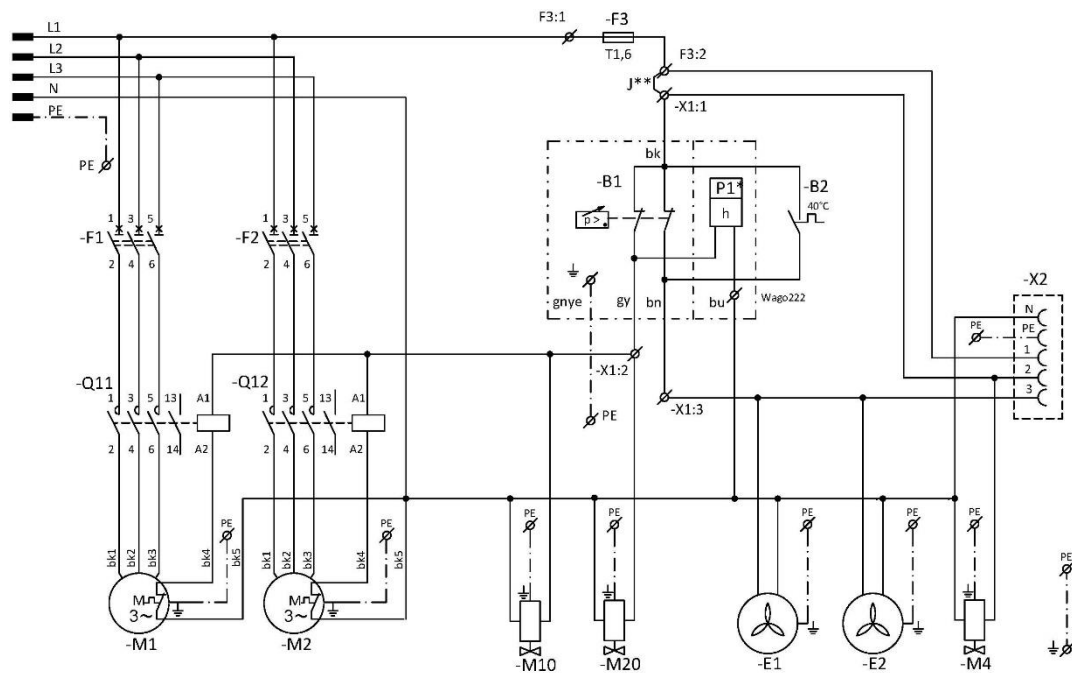 L1
L2
L3
N
PE
PE
F3:1
-F3
T1,6
F3:2
J**
-X1:1
bk
-B1
P1*
h
-B2
40°C
p >
gnye
gy
bn
bu
Wago222
-X2
N
PE
PE
1
2
3
1 3 5
-F1
2 4 6
1 3 5
-F2
2 4 6
-X1:2
-X1:3
PE
-Q11
1 3 5 13 A1
2 4 6 14 A2
-Q12
1 3 5 13 A1
2 4 6 14 A2
bk1
bk2
bk3
bk4
PE
bk5
bk1
bk2
bk3
bk4
PE
bk5
PE
PE
PE
PE
PE
PE
M
3~
M
3~
-M1
-M2
-M10
-M20
-E1
-E2
-M4